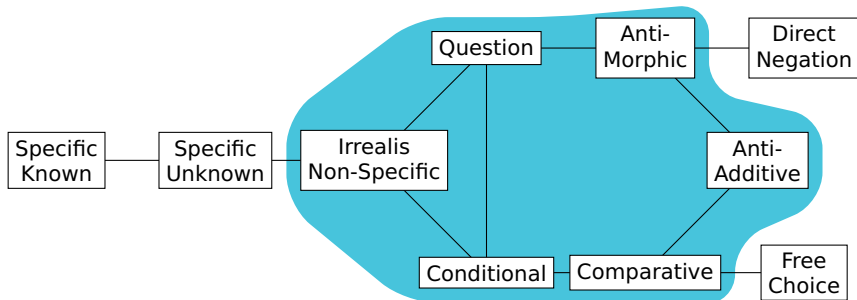 Specific
Known
Specific
Unknown
Irrealis
Non-Specific
Question
Conditional
Anti-
Morphic
Comparative
Direct
Negation
Anti-
Additive
Free
Choice